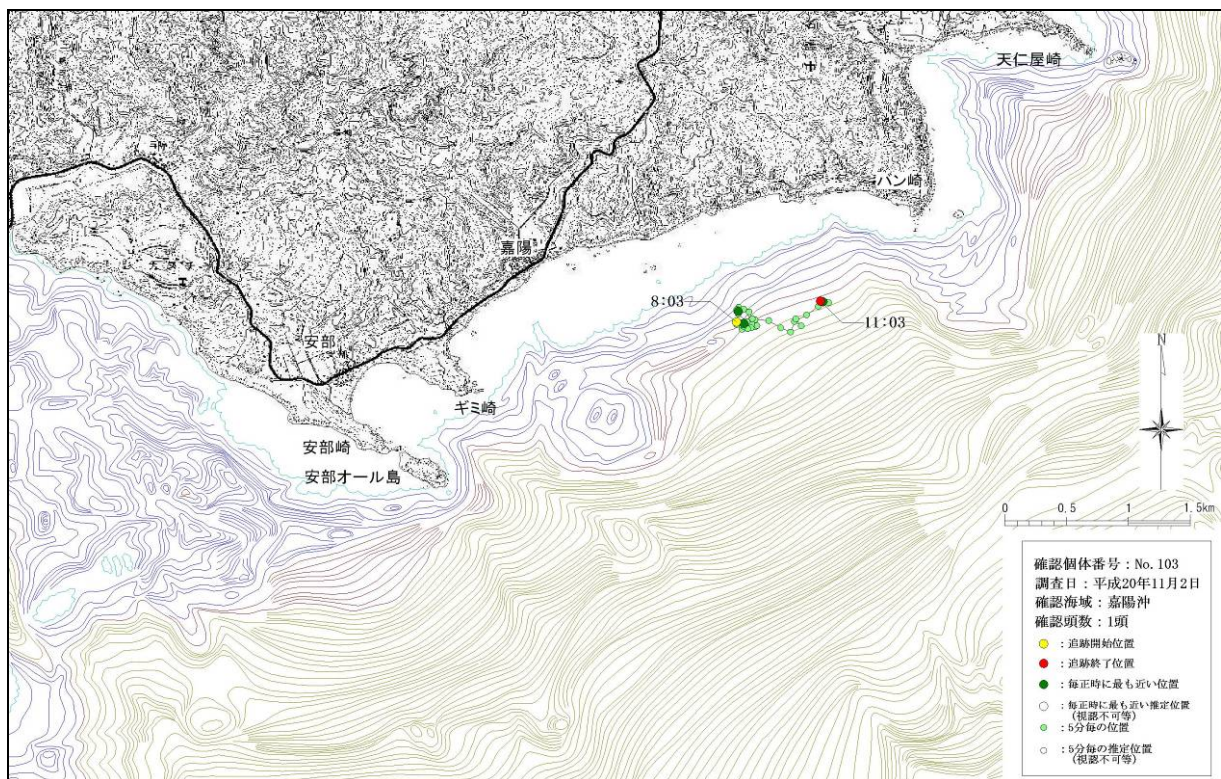 天仁屋崎
バン崎
嘉陽
8:03
11:03
安部
ギミ崎
安部崎
安部オール島
N
0 0.5 1 1.5km
確認個体番号：No.103
調査日：平成20年11月2日
確認海域：嘉陽沖
確認頭数：1頭
：追跡開始位置
：追跡終了位置
：毎正時に最も近い位置
：毎正時に最も近い推定位置
（視認不可等）
：5分毎の位置
：5分毎の推定位置
（視認不可等）